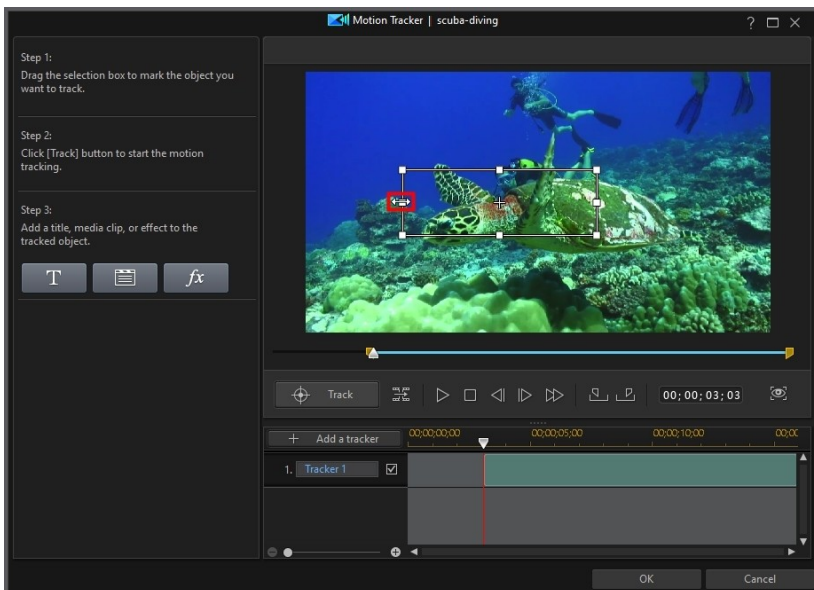 Motion Tracker | scuba-diving
?
Step 1:
Drag the selection box to mark the object you
want to track.
Step 2:
Click [Track] button to start the motion
tracking.
Step 3:
Add a title, media clip, or effect to the
tracked object.
T
fx
Track
00; 00; 03; 03
+ Add a tracker
00;00;00;00
00;00;05;00
00;00;10;00
00;00
1. Tracker 1
OK
Cancel